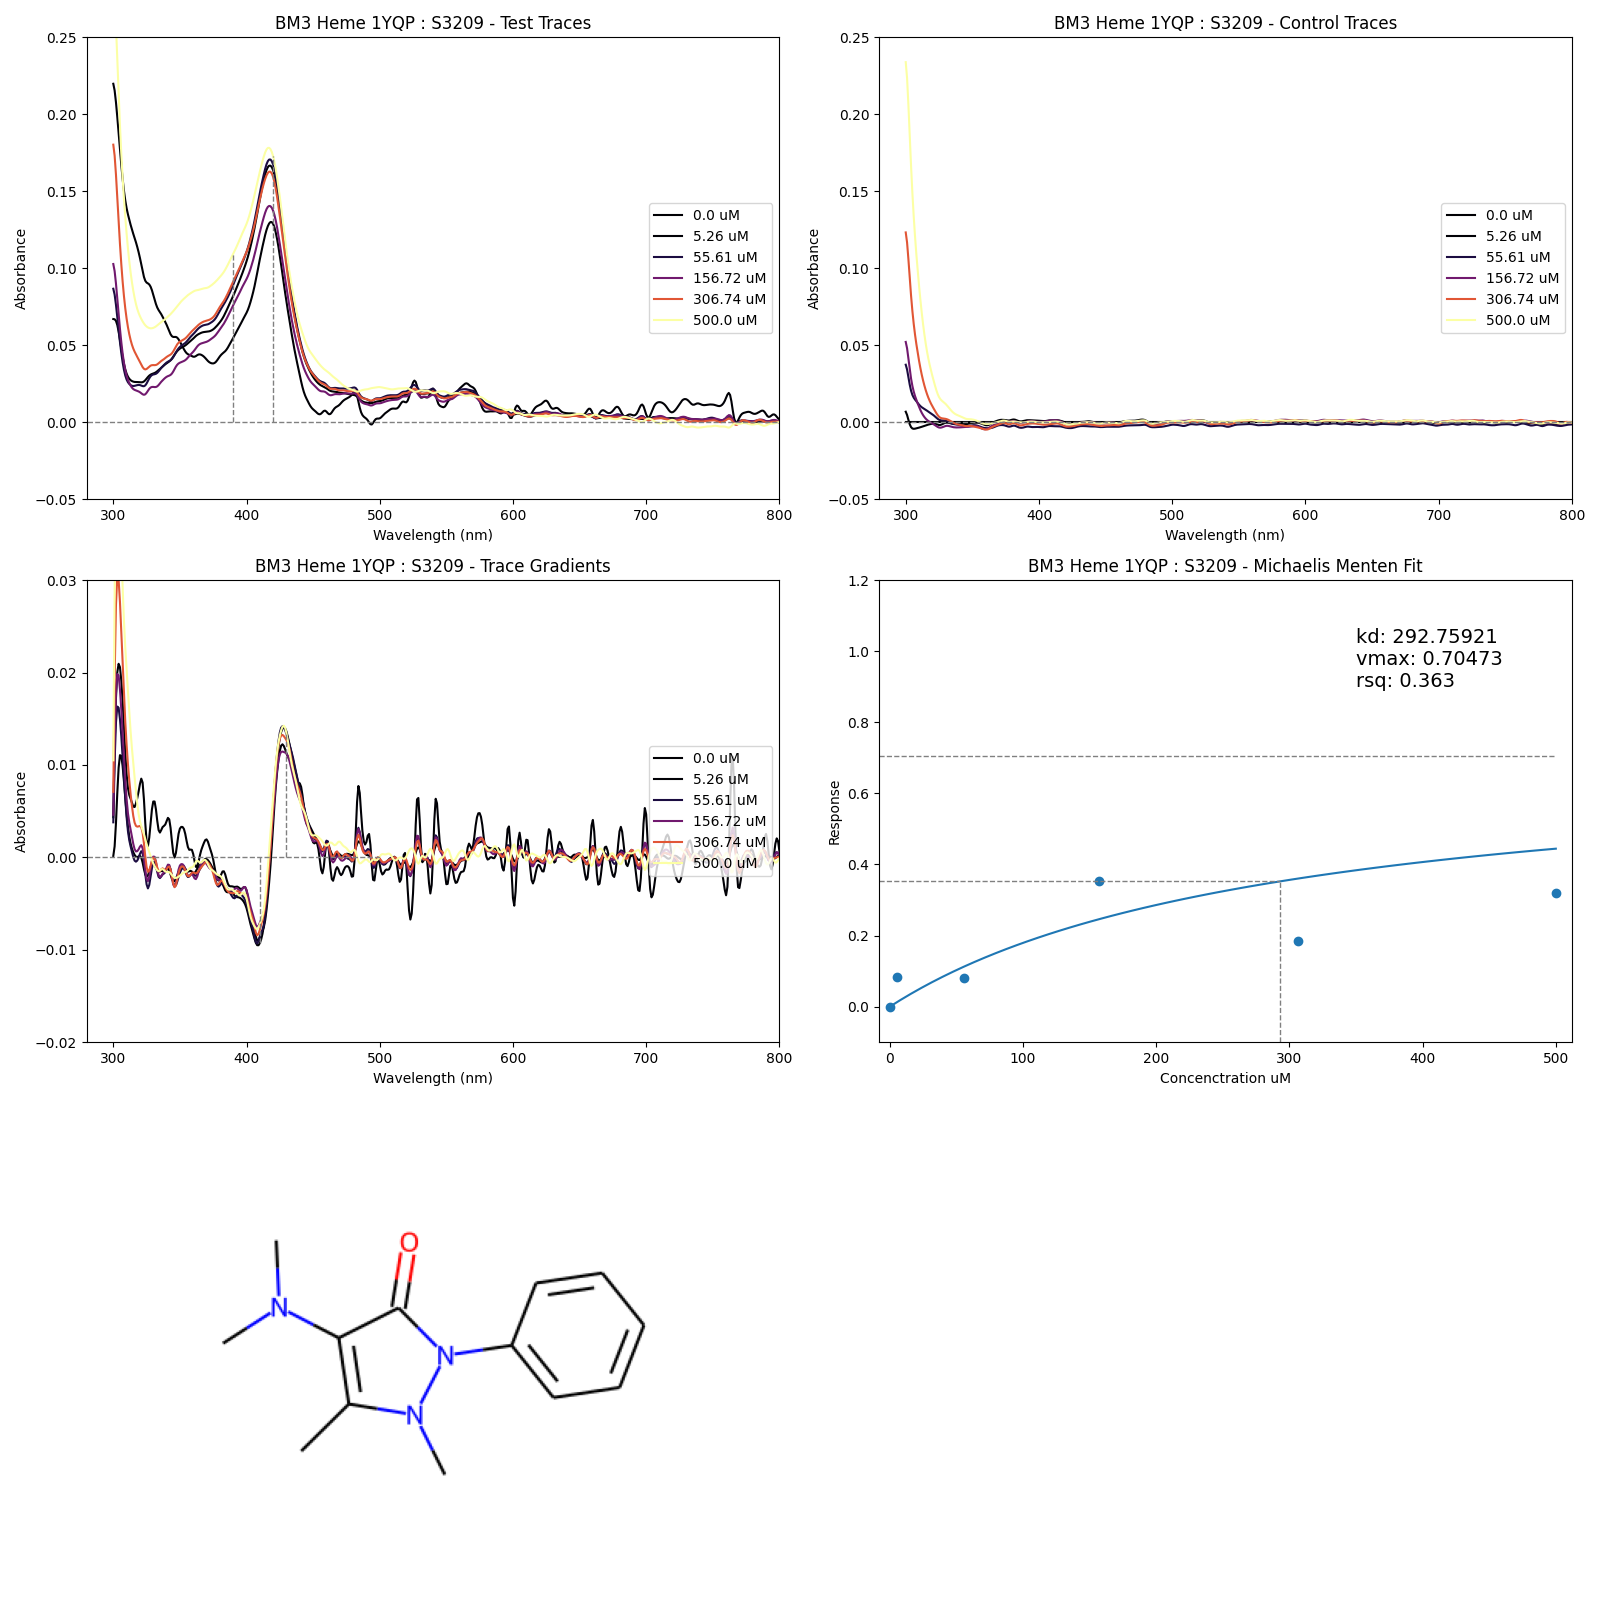 BM3 Heme 1YQP : S3209 - Test Traces
0.25
0.20
0.15
0.10
0.05
0.00
−0.05
Absorbance
0.0 uM
5.26 uM
55.61 uM
156.72 uM
306.74 uM
500.0 uM
300 400 500 600 700 800
Wavelength (nm)
BM3 Heme 1YQP : S3209 - Control Traces
0.25
0.20
0.15
0.10
0.05
0.00
−0.05
Absorbance
0.0 uM
5.26 uM
55.61 uM
156.72 uM
306.74 uM
500.0 uM
300 400 500 600 700 800
Wavelength (nm)
BM3 Heme 1YQP : S3209 - Trace Gradients
0.03
0.02
0.01
0.00
−0.01
−0.02
Absorbance
0.0 uM
5.26 uM
55.61 uM
156.72 uM
306.74 uM
500.0 uM
300 400 500 600 700 800
Wavelength (nm)
BM3 Heme 1YQP : S3209 - Michaelis Menten Fit
1.2
1.0
0.8
0.6
0.4
0.2
0.0
Response
kd: 292.75921
vmax: 0.70473
rsq: 0.363
0 100 200 300 400 500
Concenctration uM
O
N
N
N